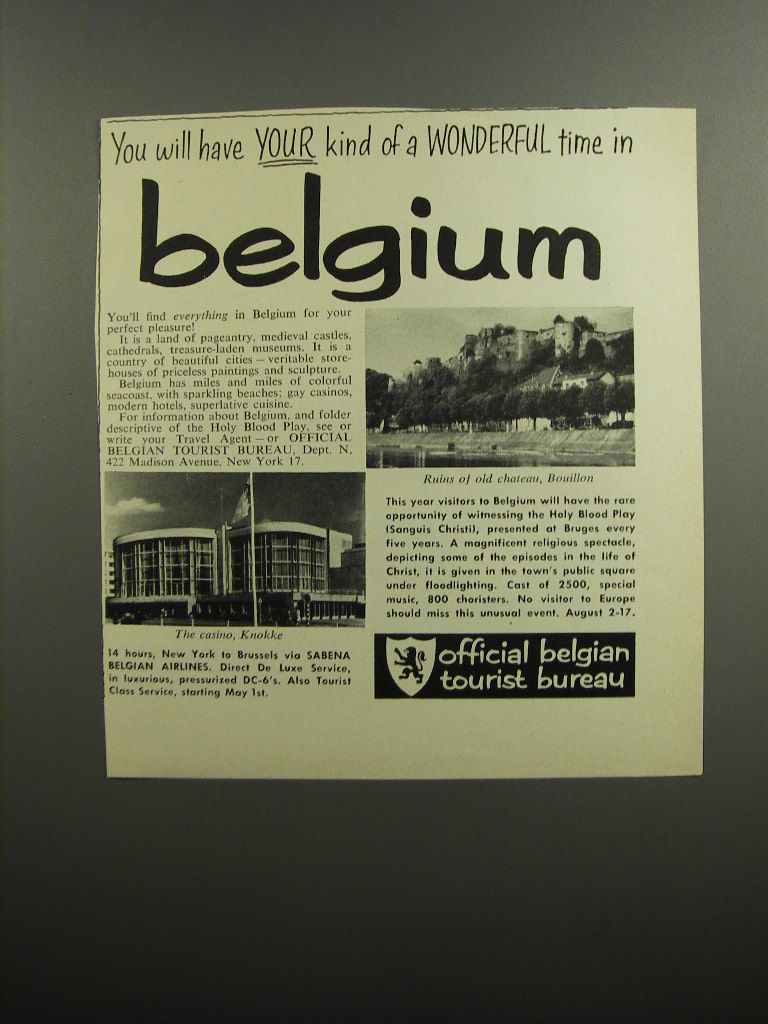 You will have YOUR kind of a WONDERFUL time in
belgium
You'll find everything in Belgium for your
perfect pleasure!
It is a land of pageantry, medieval castles,
cathedrals, treasure-laden museums. It is a
country of beautiful cities — veritable store-
houses of priceless paintings and sculpture.
Belgium has miles and miles of colorful
seacoast, with sparkling beaches; gay casinos,
modern hotels, superlative cuisine.
For information about Belgium, and folder
descriptive of the Holy Blood Play, see or
write your Travel Agent — or OFFICIAL
BELGIAN TOURIST BUREAU, Dept. N,
422 Madison Avenue, New York 17.
The casino, Knokke
14 hours, New York to Brussels via SABENA
BELGIAN AIRLINES. Direct De Luxe Service,
in luxurious, pressurized DC-6's. Also Tourist
Class Service, starting May 1st.
Ruins of old chateau, Bouillon
This year visitors to Belgium will have the rare
opportunity of witnessing the Holy Blood Play
(Sanguis Christi), presented at Bruges every
five years. A magnificent religious spectacle,
depicting some of the episodes in the life of
Christ, it is given in the town's public square
under floodlighting. Cast of 2500, special
music, 800 choristers. No visitor to Europe
should miss this unusual event. August 2-17.
official belgian
tourist bureau